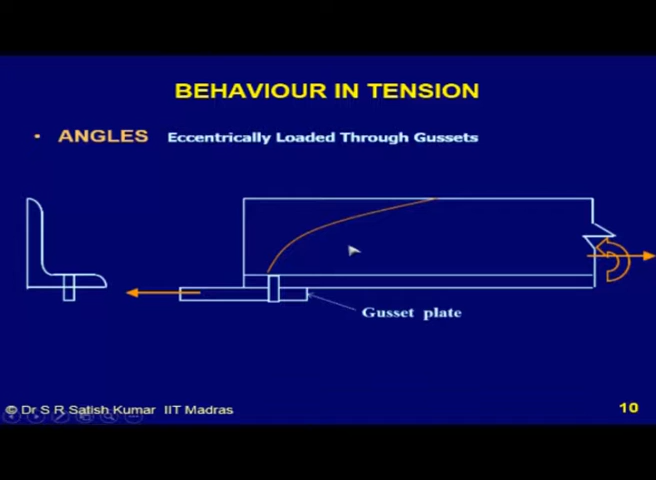 BEHAVIOUR IN TENSION
• ANGLES Eccentrically Loaded Through Gussets
Gusset plate
© Dr S R Satish Kumar IIT Madras
10